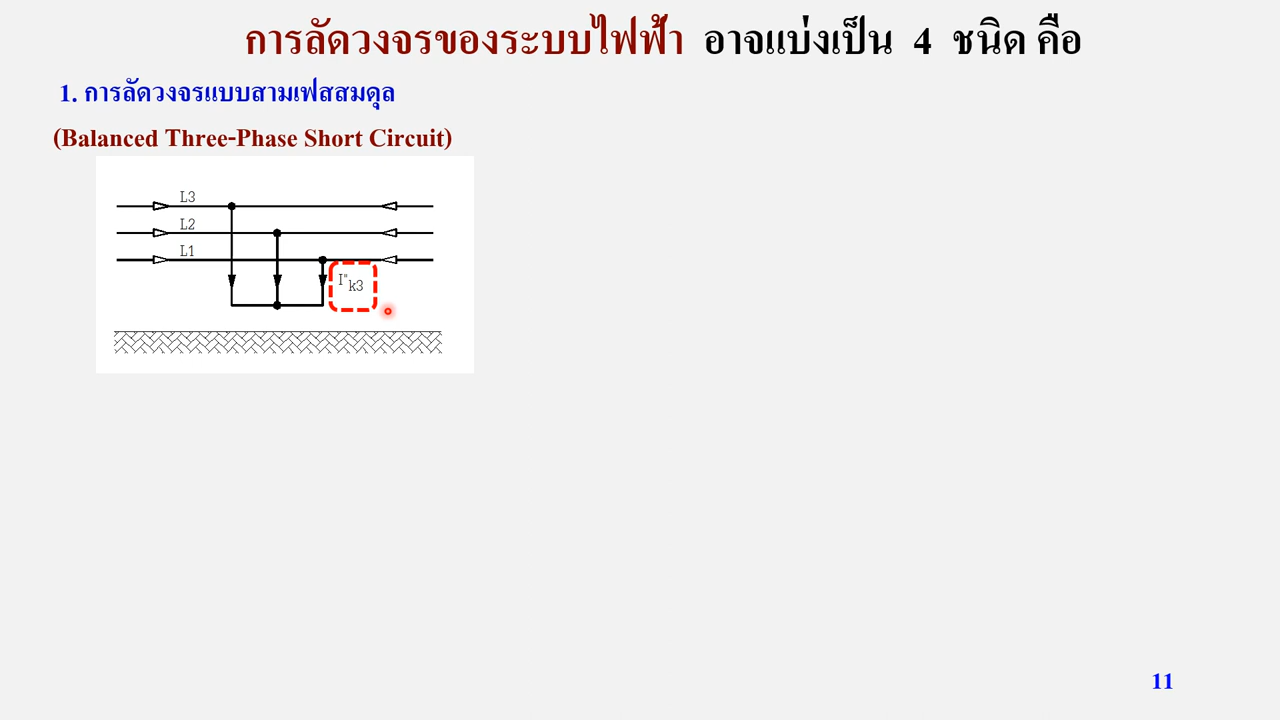 การลัดวงจรของระบบไฟฟ้า อาจแบ่งเป็น 4 ชนิด คือ
1. การลัดวงจรแบบสามเฟสสมดุล
(Balanced Three-Phase Short Circuit)
L3
L2
L1
I"k3
11